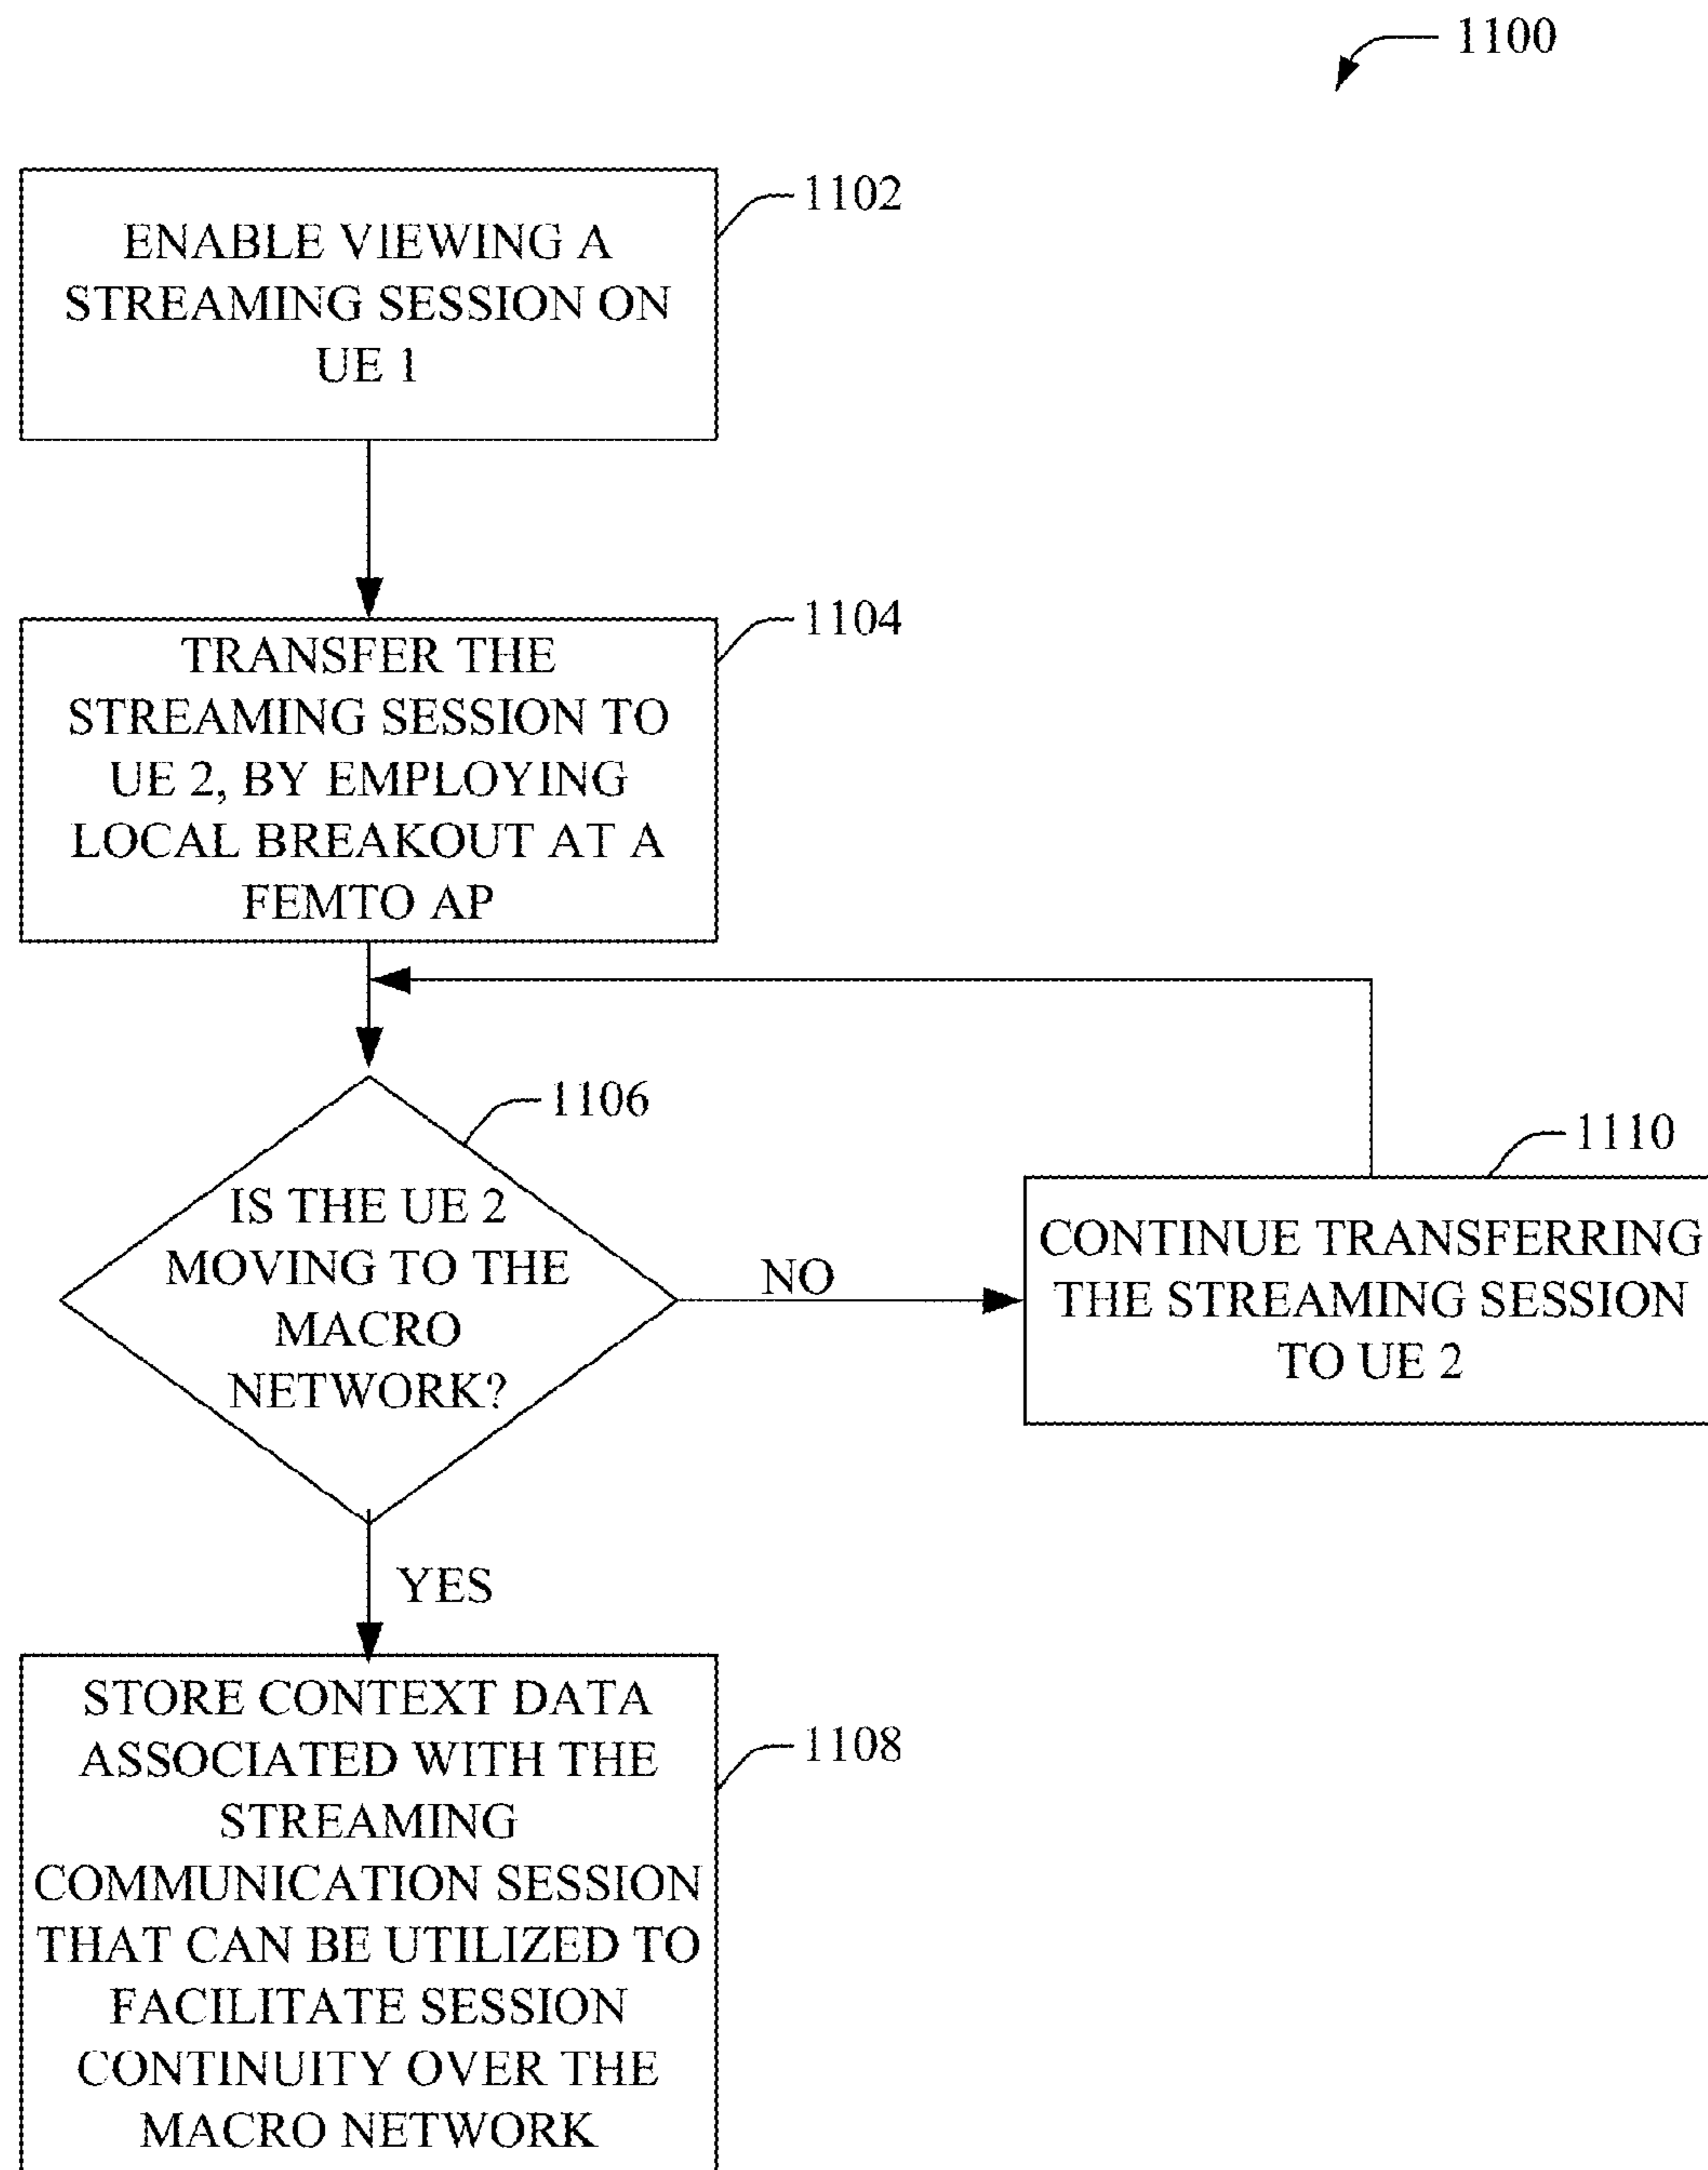 1100
1102
ENABLE VIEWING A
STREAMING SESSION ON
UE 1
1104
TRANSFER THE
STREAMING SESSION TO
UE 2, BY EMPLOYING
LOCAL BREAKOUT AT A
FEMTO AP
1106
IS THE UE 2
MOVING TO THE
MACRO
NETWORK?
NO
1110
CONTINUE TRANSFERRING
THE STREAMING SESSION
TO UE 2
YES
1108
STORE CONTEXT DATA
ASSOCIATED WITH THE
STREAMING
COMMUNICATION SESSION
THAT CAN BE UTILIZED TO
FACILITATE SESSION
CONTINUITY OVER THE
MACRO NETWORK